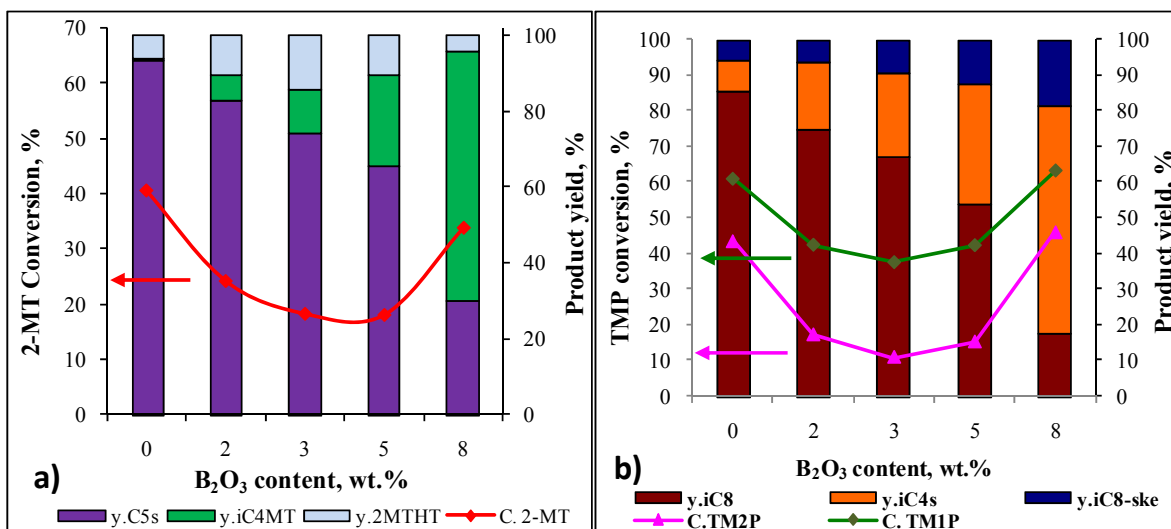 70
60
50
40
30
20
10
0
2-MT Conversion, %
100
80
60
40
20
0
Product yield, %
0 2 3 5 8
B2O3 content, wt.%
a)
y.C5s y.iC4MT y.2MTHT C. 2-MT
100
90
80
70
60
50
40
30
20
10
0
TMP conversion, %
100
90
80
70
60
50
40
30
20
10
0
Product yield, %
0 2 3 5 8
B2O3 content, wt.%
b)
y.iC8 y.iC4s y.iC8-ske
C.TM2P C. TM1P